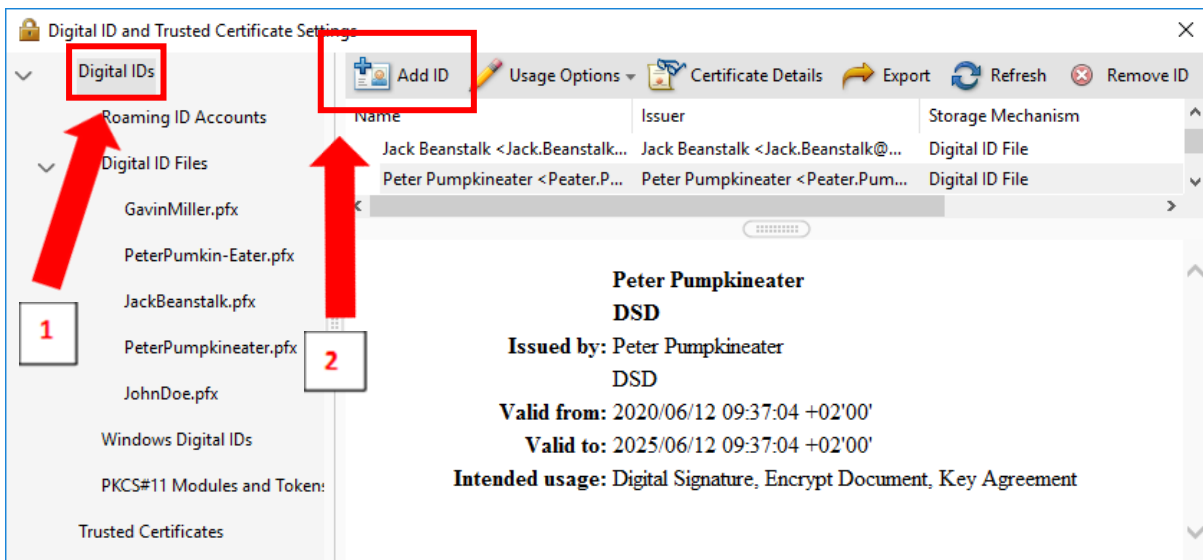 Digital ID and Trusted Certificate Settings
Digital IDs
Roaming ID Accounts
Digital ID Files
GavinMiller.pfx
PeterPumkin-Eater.pfx
JackBeanstalk.pfx
PeterPumpkineater.pfx
JohnDoe.pfx
Windows Digital IDs
PKCS#11 Modules and Tokens
Trusted Certificates
1
2
Add ID Usage Options Certificate Details Export Refresh Remove ID
Name Issuer Storage Mechanism
Jack Beanstalk <Jack.Beanstalk... Jack Beanstalk <Jack.Beanstalk@... Digital ID File
Peter Pumpkineater <Peater.P... Peter Pumpkineater <Peater.Pum... Digital ID File
Peter Pumpkineater
DSD
Issued by: Peter Pumpkineater
DSD
Valid from: 2020/06/12 09:37:04 +02'00'
Valid to: 2025/06/12 09:37:04 +02'00'
Intended usage: Digital Signature, Encrypt Document, Key Agreement